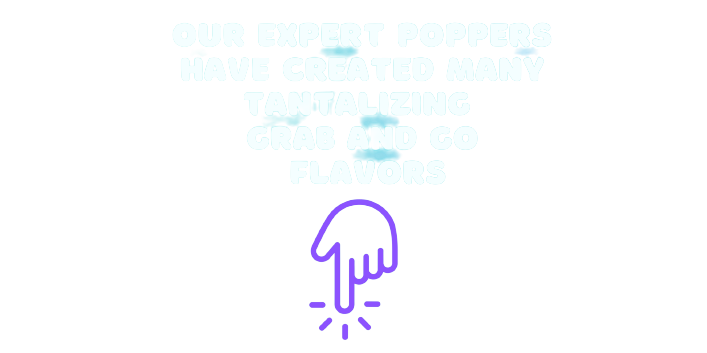 OUR EXPERT POPPERS
HAVE CREATED MANY
TANTALIZING
GRAB AND GO
FLAVORS